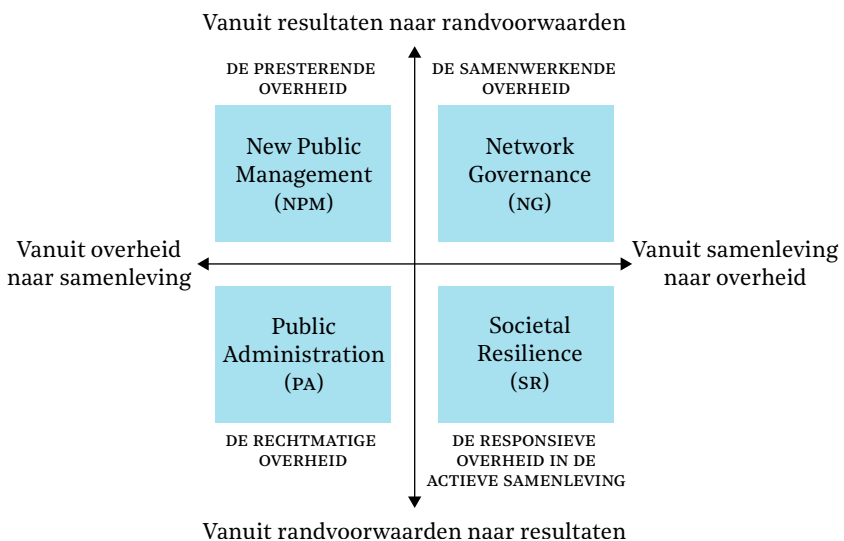 Vanuit resultaten naar randvoorwaarden
DE PRESTERENDE
OVERHEID
DE SAMENWERKENDE
OVERHEID
New Public
Management
(NPM)
Network
Governance
(NG)
Vanuit overheid
naar samenleving
Vanuit samenleving
naar overheid
Public
Administration
(PA)
Societal
Resilience
(SR)
DE RECHTMATIGE
OVERHEID
DE RESPONSIEVE
OVERHEID IN DE
ACTIEVE SAMENLEVING
Vanuit randvoorwaarden naar resultaten